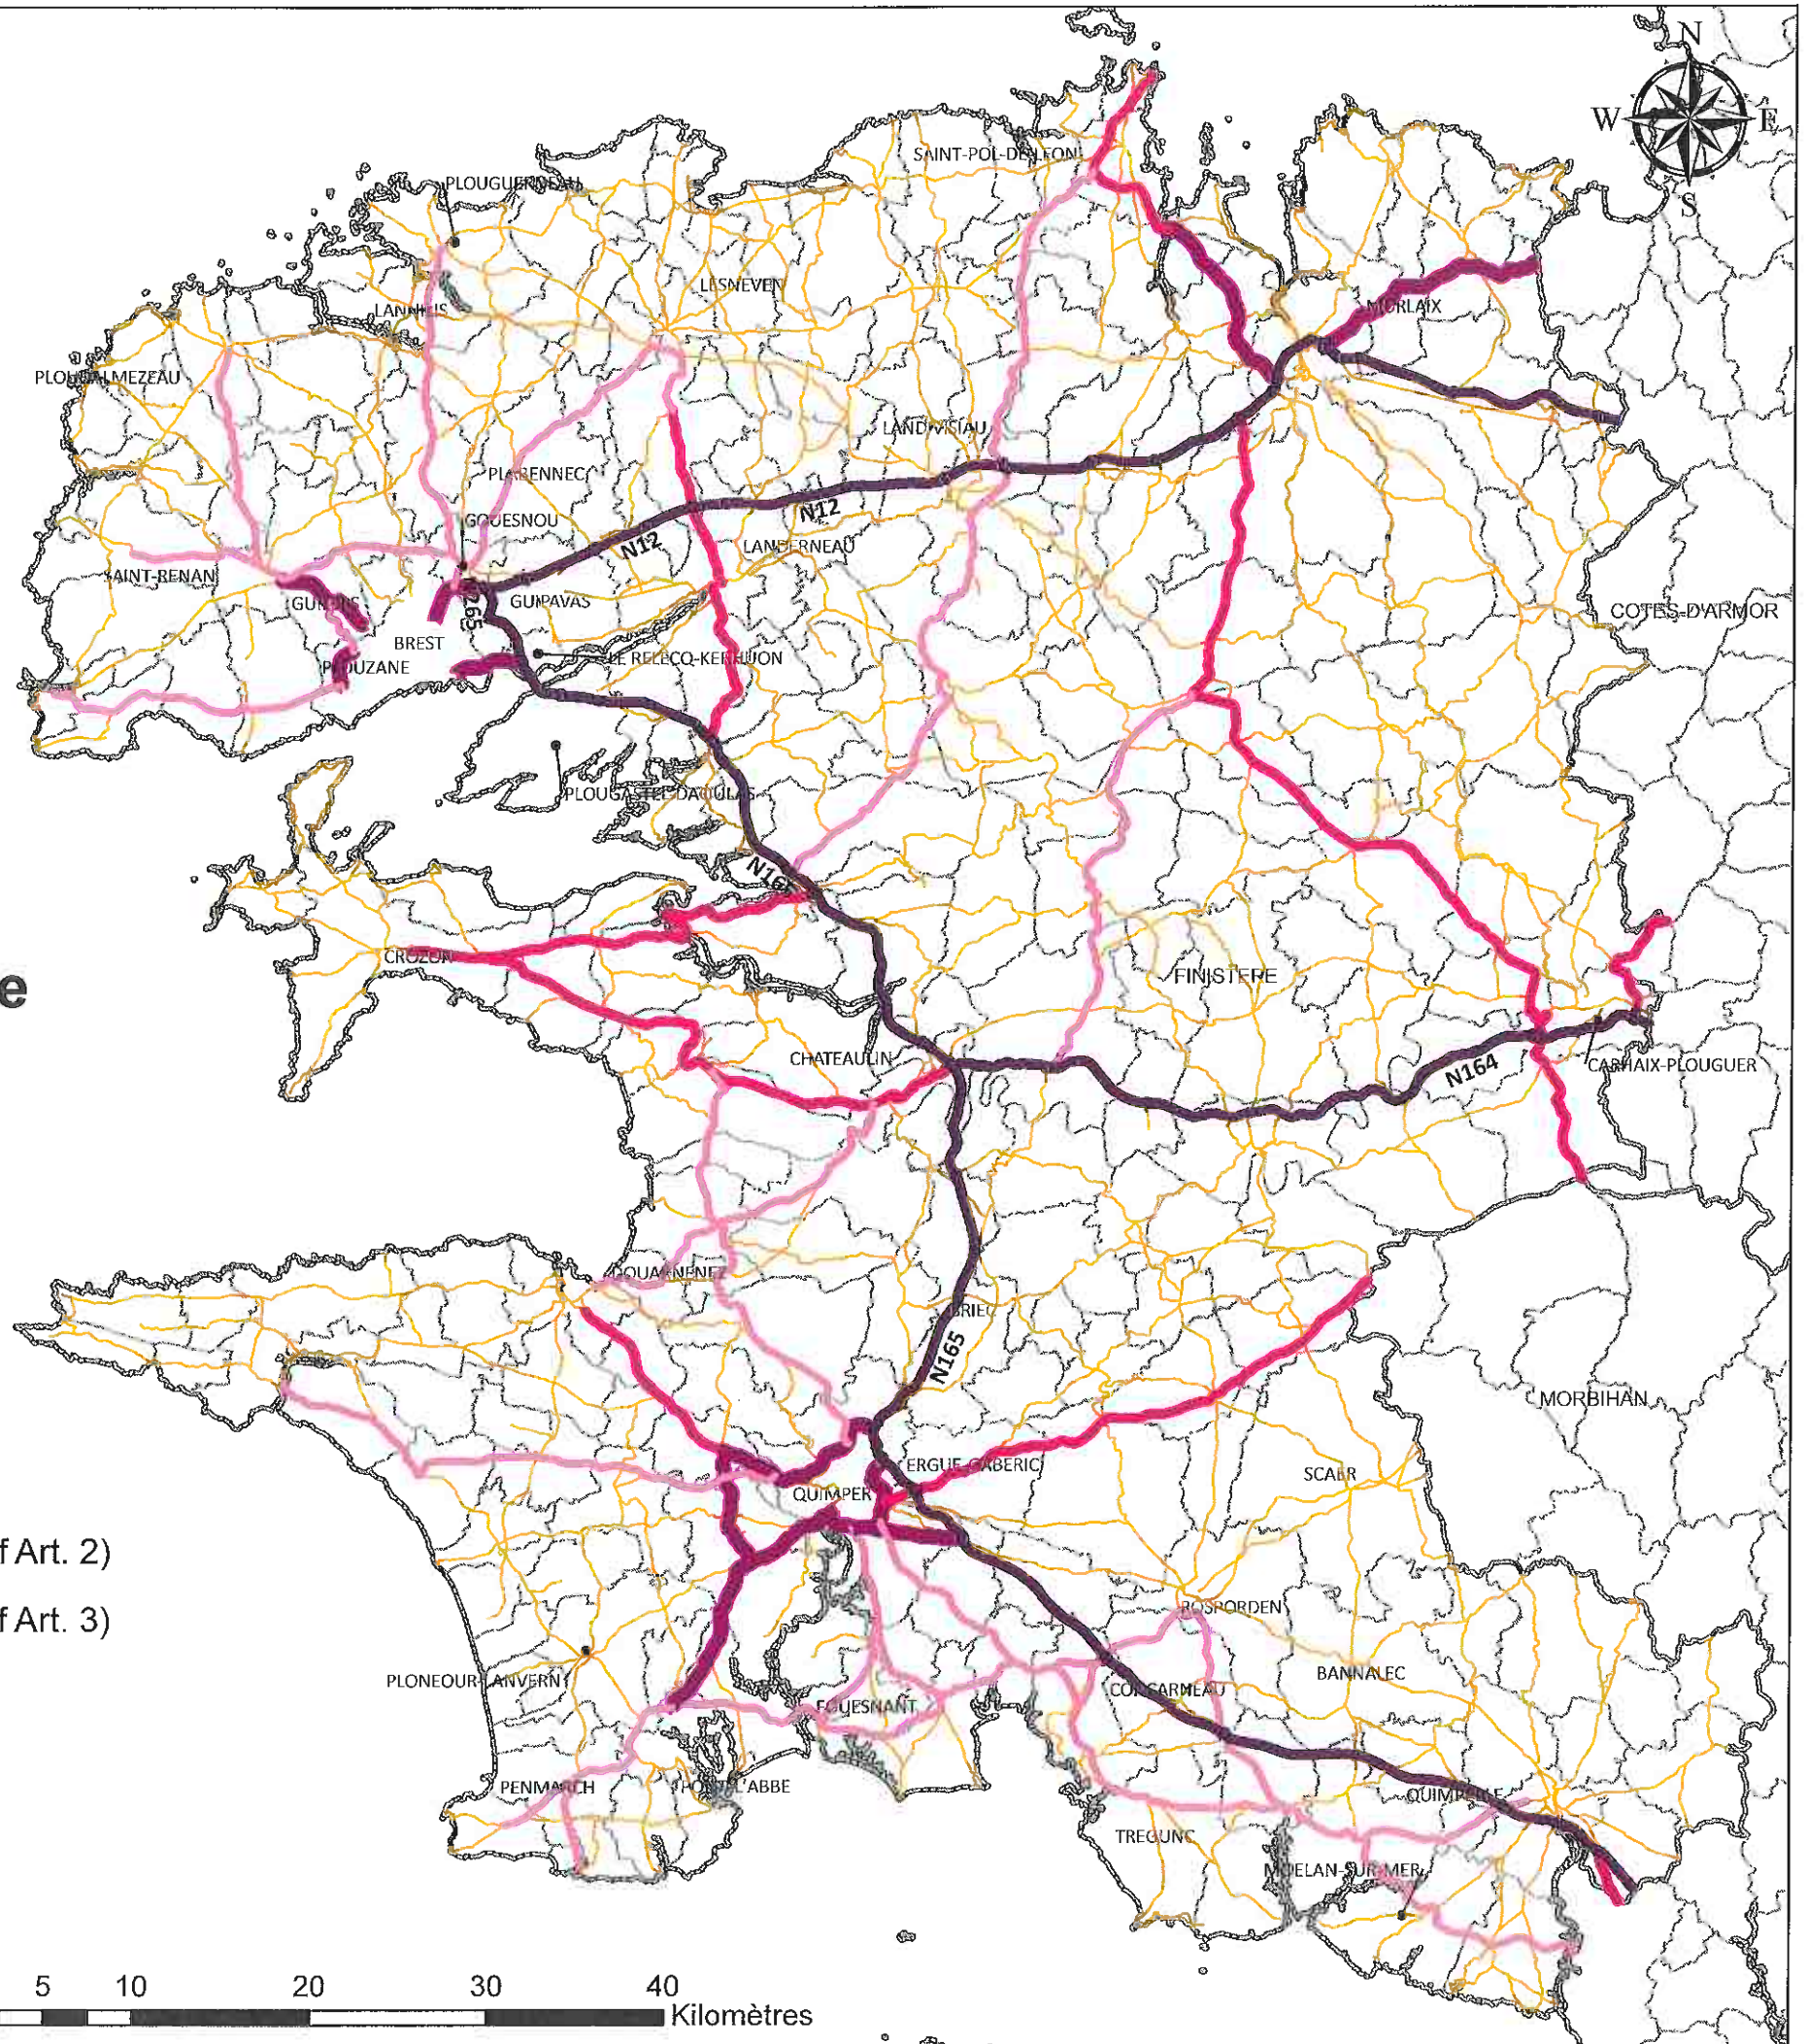 N
W
E
S
SAINT-POL-DE-LEON
PLOUGUERNEAU
LESNEVEN
LANNILIS
MORLAIX
PLOUDALMEZEAU
LANDIVISIAU
PLABENNEC
N12
GOUESNOU
N12
LANDERNEAU
SAINT-RENAN
GUILERS
GUIPAVAS
COTES-D'ARMOR
BREST
LE RELECQ-KERHUON
PLOUZANE
PLOUGASTEL-DAOULAS
CROZON
FINISTERE
e
CHATEAULIN
N164
CARHAIX-PLOUGUER
DOUARNENEZ
BRIEC
N165
MORBIHAN
ERGUE-GABERIC
SCAER
QUIMPER
f Art. 2)
ROSPORDEN
f Art. 3)
BANNALEC
PLONEOUR-LANVERN
CONCARNEAU
FOUESNANT
PENMARCH
PONT-L'ABBE
QUIMPERLE
TREGUNC
MOELAN-SUR-MER
5 10 20 30 40
Kilomètres